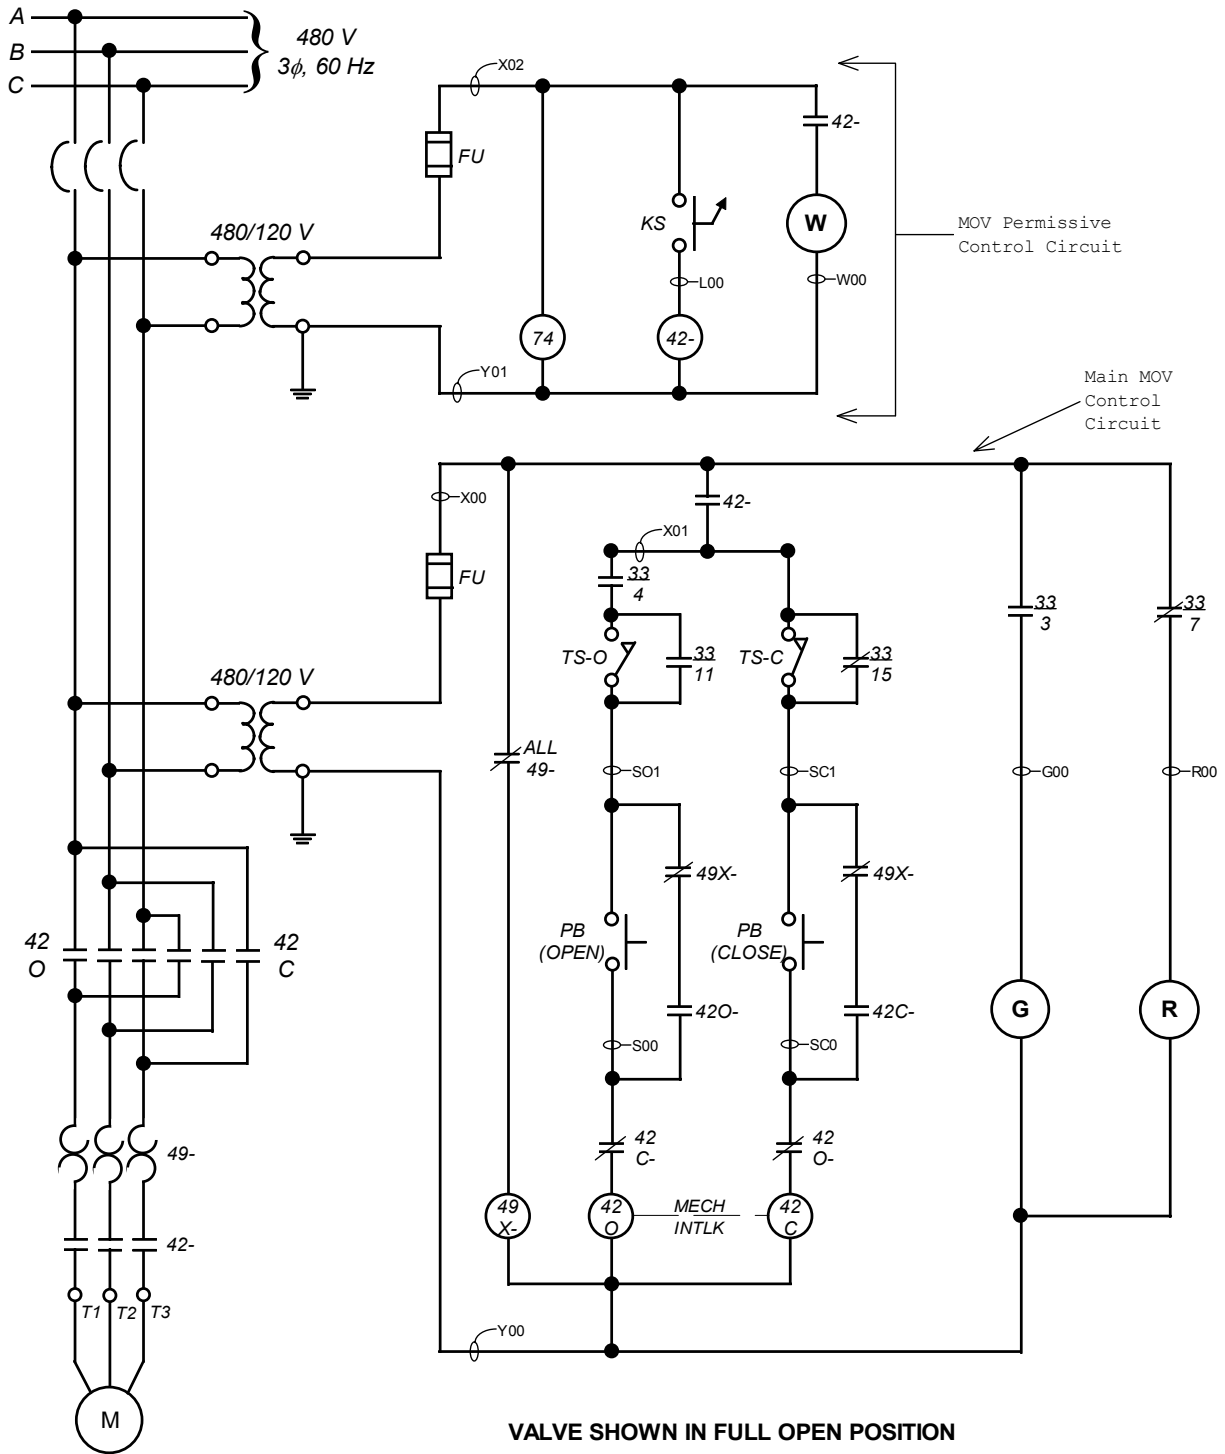 A
B
C
480 V
3ϕ, 60 Hz
X02
FU
42-
KS
W
MOV Permissive
Control Circuit
480/120 V
L00
W00
74
42-
Y01
Main MOV
Control
Circuit
X00
42-
X01
FU
33
4
33
3
33
7
TS-O
33
11
TS-C
33
15
480/120 V
ALL
49-
SO1
SC1
G00
R00
49X-
49X-
42
O
42
C
PB
(OPEN)
PB
(CLOSE)
42O-
42C-
G
R
S00
SC0
49-
42
C-
42
O-
49
X-
42
O
MECH
INTLK
42
C
42-
T1
T2
T3
Y00
M
VALVE SHOWN IN FULL OPEN POSITION